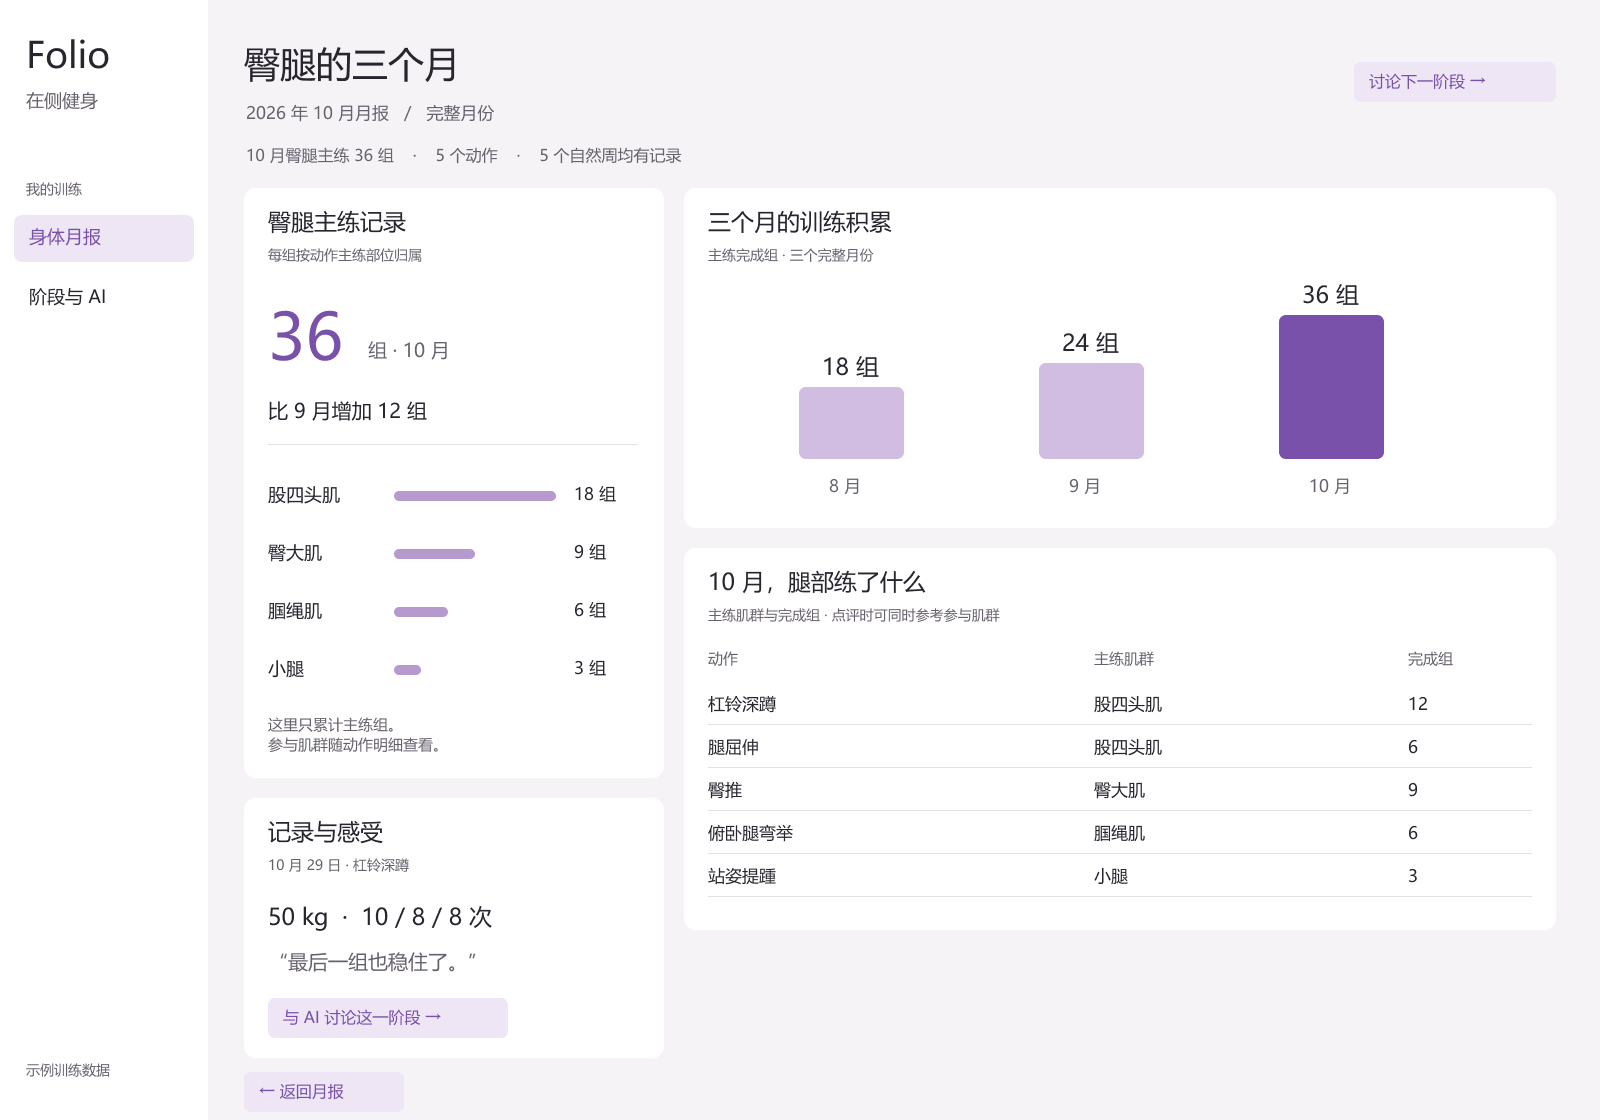 Folio
在侧健身
我的训练
身体月报
阶段与 AI
示例训练数据
臀腿的三个月
2026 年 10 月月报 / 完整月份
10 月臀腿主练 36 组 · 5 个动作 · 5 个自然周均有记录
讨论下一阶段 →
臀腿主练记录
每组按动作主练部位归属
36 组 · 10 月
比 9 月增加 12 组
股四头肌 18 组
臀大肌 9 组
腘绳肌 6 组
小腿 3 组
这里只累计主练组。
参与肌群随动作明细查看。
三个月的训练积累
主练完成组 · 三个完整月份
18 组 24 组 36 组
8 月 9 月 10 月
10 月，腿部练了什么
主练肌群与完成组 · 点评时可同时参考参与肌群
动作 主练肌群 完成组
杠铃深蹲 股四头肌 12
腿屈伸 股四头肌 6
臀推 臀大肌 9
俯卧腿弯举 腘绳肌 6
站姿提踵 小腿 3
记录与感受
10 月 29 日 · 杠铃深蹲
50 kg · 10 / 8 / 8 次
“最后一组也稳住了。”
与 AI 讨论这一阶段 →
← 返回月报